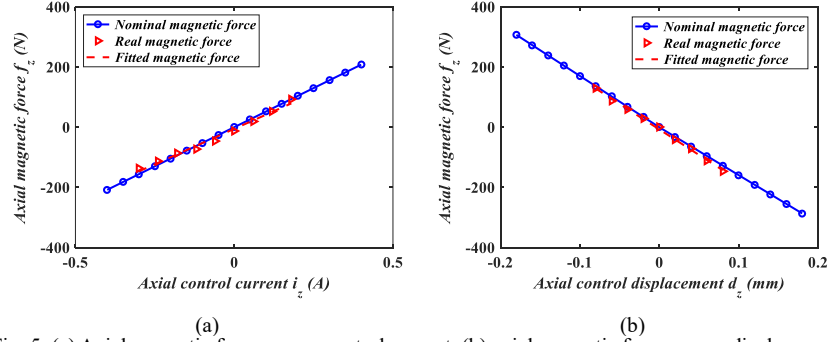 400
200
0
-200
-400
-0.5
0
0.5
Axial magnetic force f_z (N)
Axial control current i_z (A)
Nominal magnetic force
Real magnetic force
Fitted magnetic force
(a)
400
200
0
-200
-400
-0.2
-0.1
0
0.1
0.2
Axial magnetic force f_z (N)
Axial control displacement d_z (mm)
Nominal magnetic force
Real magnetic force
Fitted magnetic force
(b)